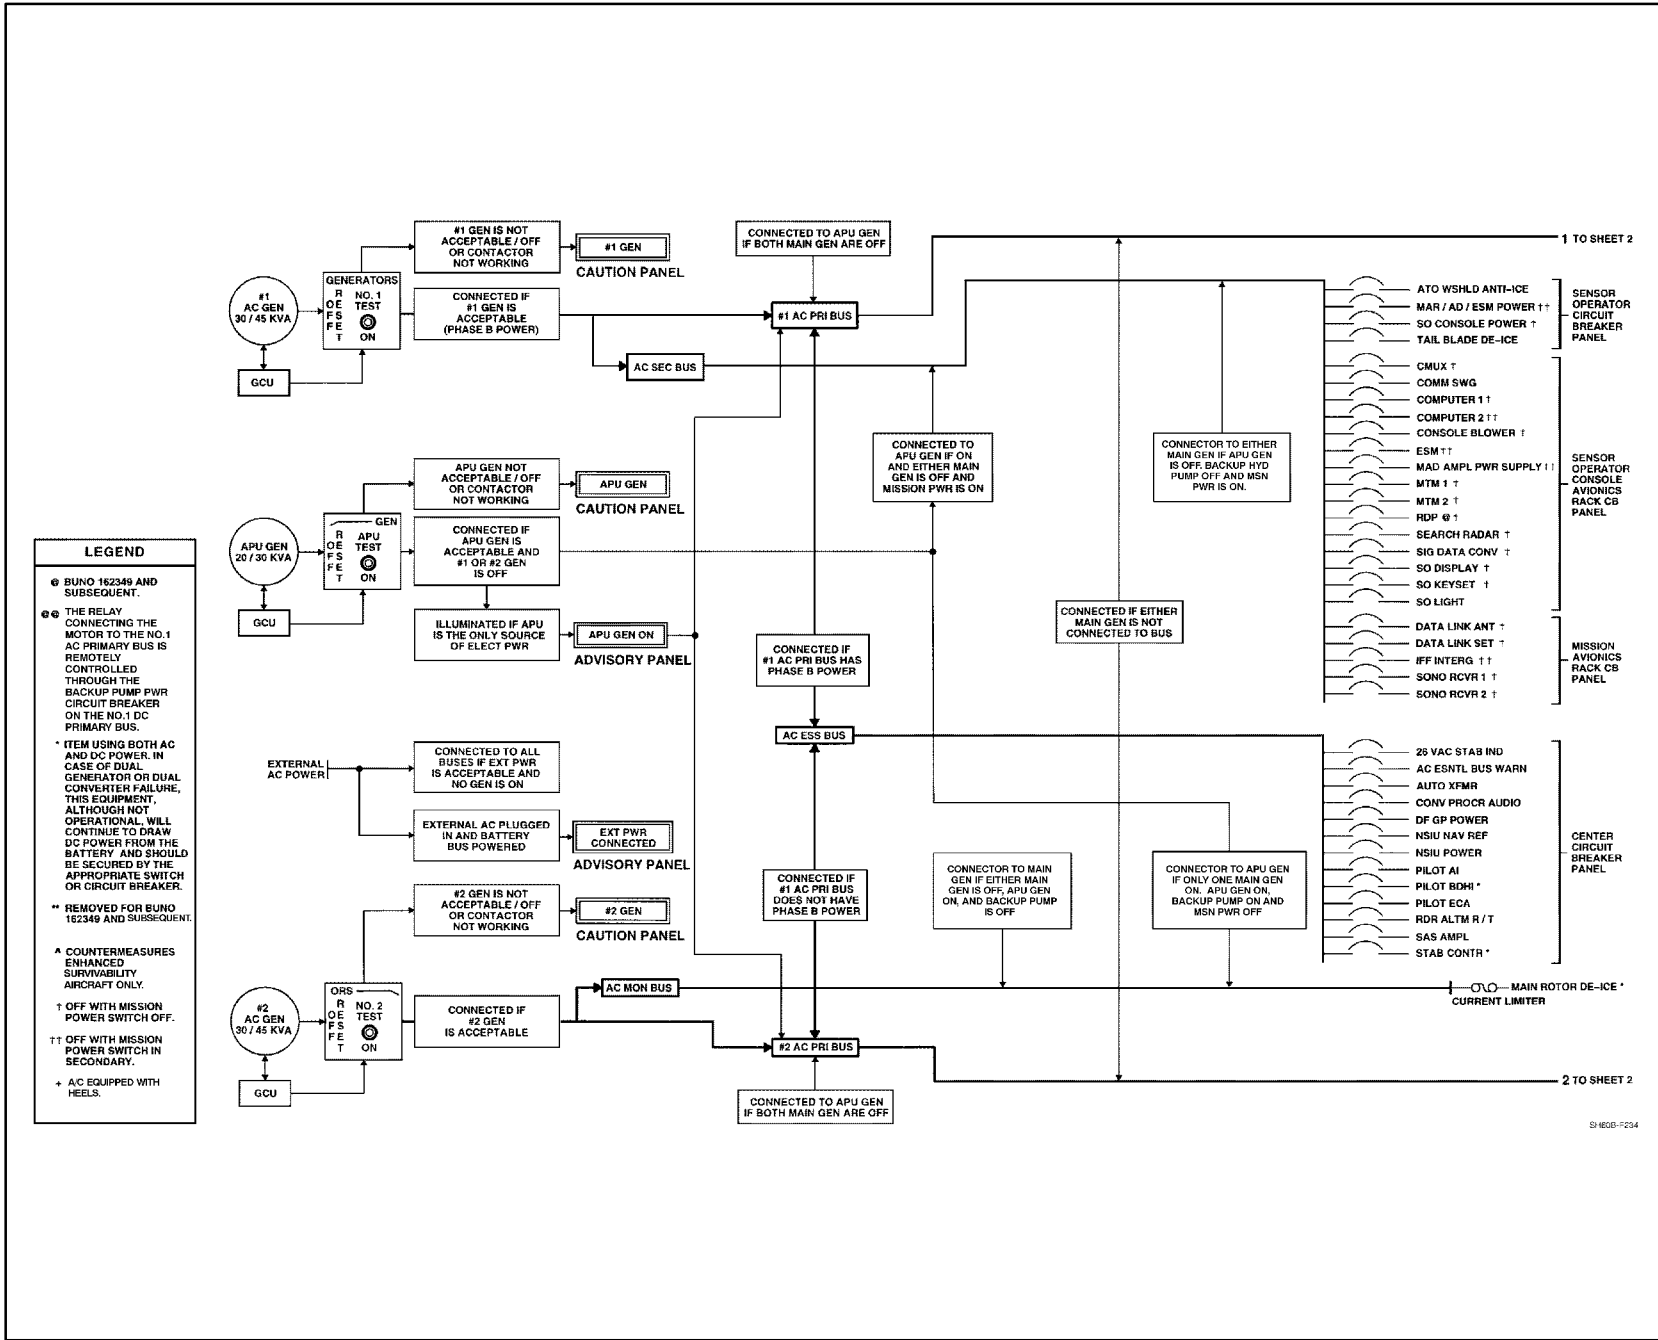 #1 GEN IS NOT
ACCEPTABLE / OFF
OR CONTACTOR
NOT WORKING
#1 GEN
CAUTION PANEL
CONNECTED TO APU GEN
IF BOTH MAIN GEN ARE OFF
1 TO SHEET 2
#1
AC GEN
30 / 45 KVA
GENERATORS
RESET
OFF
NO. 1
TEST
ON
GCU
CONNECTED IF
#1 GEN IS
ACCEPTABLE
(PHASE B POWER)
#1 AC PRI BUS
AC SEC BUS
ATO WSHLD ANTI-ICE
MAR / AD / ESM POWER ††
SO CONSOLE POWER †
TAIL BLADE DE-ICE
SENSOR
OPERATOR
CIRCUIT
BREAKER
PANEL
CMUX †
COMM SWG
COMPUTER 1 †
COMPUTER 2 ††
CONSOLE BLOWER †
ESM ††
MAD AMPL PWR SUPPLY ††
MTM 1 †
MTM 2 †
RDP @ †
SEARCH RADAR †
SIG DATA CONV †
SO DISPLAY †
SO KEYSET †
SO LIGHT
SENSOR
OPERATOR
CONSOLE
AVIONICS
RACK CB
PANEL
DATA LINK ANT †
DATA LINK SET †
IFF INTERG ††
SONO RCVR 1 †
SONO RCVR 2 †
MISSION
AVIONICS
RACK CB
PANEL
CONNECTED TO
APU GEN IF ON
AND EITHER MAIN
GEN IS OFF AND
MISSION PWR IS ON
CONNECTOR TO EITHER
MAIN GEN IF APU GEN
IS OFF. BACKUP HYD
PUMP OFF AND MSN
PWR IS ON.
APU GEN NOT
ACCEPTABLE / OFF
OR CONTACTOR
NOT WORKING
APU GEN
CAUTION PANEL
APU GEN
20 / 30 KVA
GEN
RESET
OFF
APU
TEST
ON
GCU
CONNECTED IF
APU GEN IS
ACCEPTABLE AND
#1 OR #2 GEN
IS OFF
ILLUMINATED IF APU
IS THE ONLY SOURCE
OF ELECT PWR
APU GEN ON
ADVISORY PANEL
CONNECTED IF
#1 AC PRI BUS HAS
PHASE B POWER
CONNECTED IF EITHER
MAIN GEN IS NOT
CONNECTED TO BUS
LEGEND
@ BUNO 162349 AND
SUBSEQUENT.
@@ THE RELAY
CONNECTING THE
MOTOR TO THE NO.1
AC PRIMARY BUS IS
REMOTELY
CONTROLLED
THROUGH THE
BACKUP PUMP PWR
CIRCUIT BREAKER
ON THE NO.1 DC
PRIMARY BUS.
* ITEM USING BOTH AC
AND DC POWER. IN
CASE OF DUAL
GENERATOR OR DUAL
CONVERTER FAILURE,
THIS EQUIPMENT,
ALTHOUGH NOT
OPERATIONAL, WILL
CONTINUE TO DRAW
DC POWER FROM THE
BATTERY AND SHOULD
BE SECURED BY THE
APPROPRIATE SWITCH
OR CIRCUIT BREAKER.
** REMOVED FOR BUNO
162349 AND SUBSEQUENT.
^ COUNTERMEASURES
ENHANCED
SURVIVABILITY
AIRCRAFT ONLY.
† OFF WITH MISSION
POWER SWITCH OFF.
†† OFF WITH MISSION
POWER SWITCH IN
SECONDARY.
+ A/C EQUIPPED WITH
HEELS.
EXTERNAL
AC POWER
CONNECTED TO ALL
BUSES IF EXT PWR
IS ACCEPTABLE AND
NO GEN IS ON
EXTERNAL AC PLUGGED
IN AND BATTERY
BUS POWERED
EXT PWR
CONNECTED
ADVISORY PANEL
AC ESS BUS
26 VAC STAB IND
AC ESNTL BUS WARN
AUTO XFMR
CONV PROCR AUDIO
DF GP POWER
NSIU NAV REF
NSIU POWER
PILOT AI
PILOT BDHI *
PILOT ECA
RDR ALTM R / T
SAS AMPL
STAB CONTR *
CENTER
CIRCUIT
BREAKER
PANEL
CONNECTED IF
#1 AC PRI BUS
DOES NOT HAVE
PHASE B POWER
CONNECTOR TO MAIN
GEN IF EITHER MAIN
GEN IS OFF, APU GEN
ON, AND BACKUP PUMP
IS OFF
CONNECTOR TO APU GEN
IF ONLY ONE MAIN GEN
ON. APU GEN ON,
BACKUP PUMP ON AND
MSN PWR OFF
#2 GEN IS NOT
ACCEPTABLE / OFF
OR CONTACTOR
NOT WORKING
#2 GEN
CAUTION PANEL
#2
AC GEN
30 / 45 KVA
ORS
RESET
OFF
NO. 2
TEST
ON
GCU
CONNECTED IF
#2 GEN
IS ACCEPTABLE
AC MON BUS
MAIN ROTOR DE-ICE *
CURRENT LIMITER
#2 AC PRI BUS
2 TO SHEET 2
CONNECTED TO APU GEN
IF BOTH MAIN GEN ARE OFF
SH60B-F234